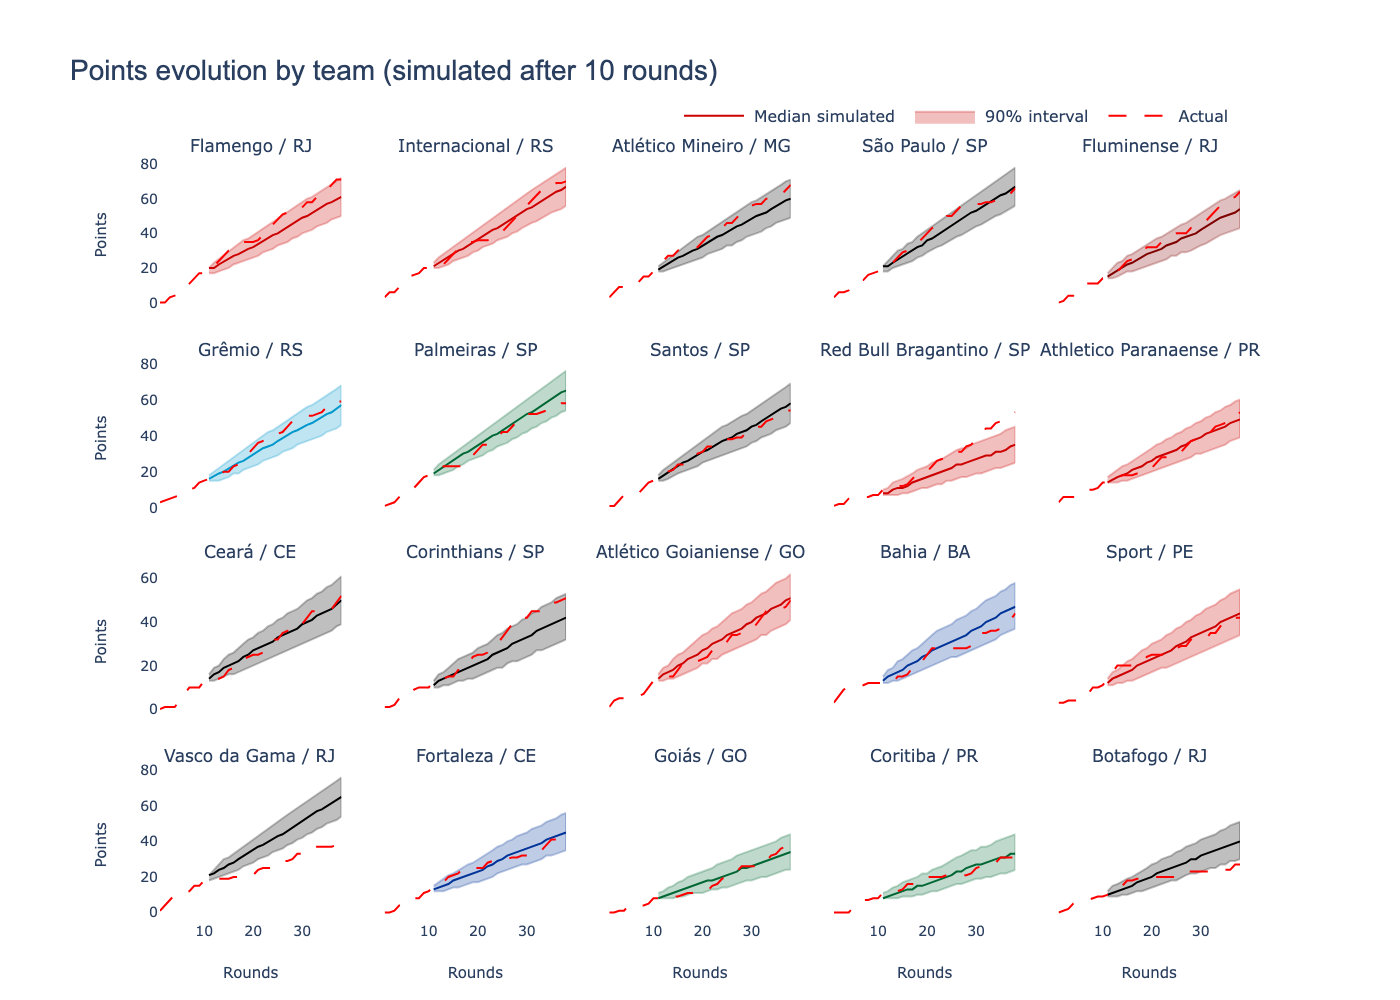 Points evolution by team (simulated after 10 rounds)
Median simulated 90% interval Actual
Flamengo / RJ Internacional / RS Atlético Mineiro / MG São Paulo / SP Fluminense / RJ
80
60
40
20
0
Points
Grêmio / RS Palmeiras / SP Santos / SP Red Bull Bragantino / SP Athletico Paranaense / PR
80
60
40
20
0
Points
Ceará / CE Corinthians / SP Atlético Goianiense / GO Bahia / BA Sport / PE
60
40
20
0
Points
Vasco da Gama / RJ Fortaleza / CE Goiás / GO Coritiba / PR Botafogo / RJ
80
60
40
20
0
Points
10 20 30 10 20 30 10 20 30 10 20 30 10 20 30
Rounds Rounds Rounds Rounds Rounds